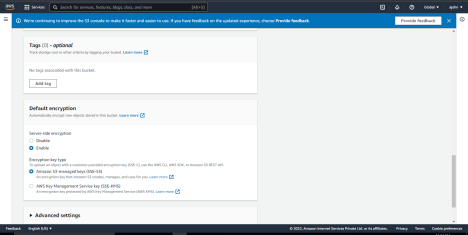 aws
Services
Search for services, features, blogs, docs, and more
[Alt+S]
Global ▼
We're continuing to improve the S3 console to make it faster and easier to use. If you have feedback on the updated experience, choose Provide feedback.
Provide feedback
Tags (0) - optional
Track storage cost or other criteria by tagging your bucket. Learn more
No tags associated with this bucket.
Add tag
Default encryption
Automatically encrypt new objects stored in this bucket. Learn more
Server-side encryption
Disable
Enable
Encryption key type
To upload an object with a customer-provided encryption key (SSE-C), use the AWS CLI, AWS SDK, or Amazon S3 REST API.
Amazon S3-managed keys (SSE-S3)
An encryption key that Amazon S3 creates, manages, and uses for you. Learn more
AWS Key Management Service key (SSE-KMS)
An encryption key protected by AWS Key Management Service (AWS KMS). Learn more
Advanced settings
Feedback
English (US) ▼
© 2022, Amazon Internet Services Private Ltd. or its affiliates.
Privacy
Terms
Cookie preferences